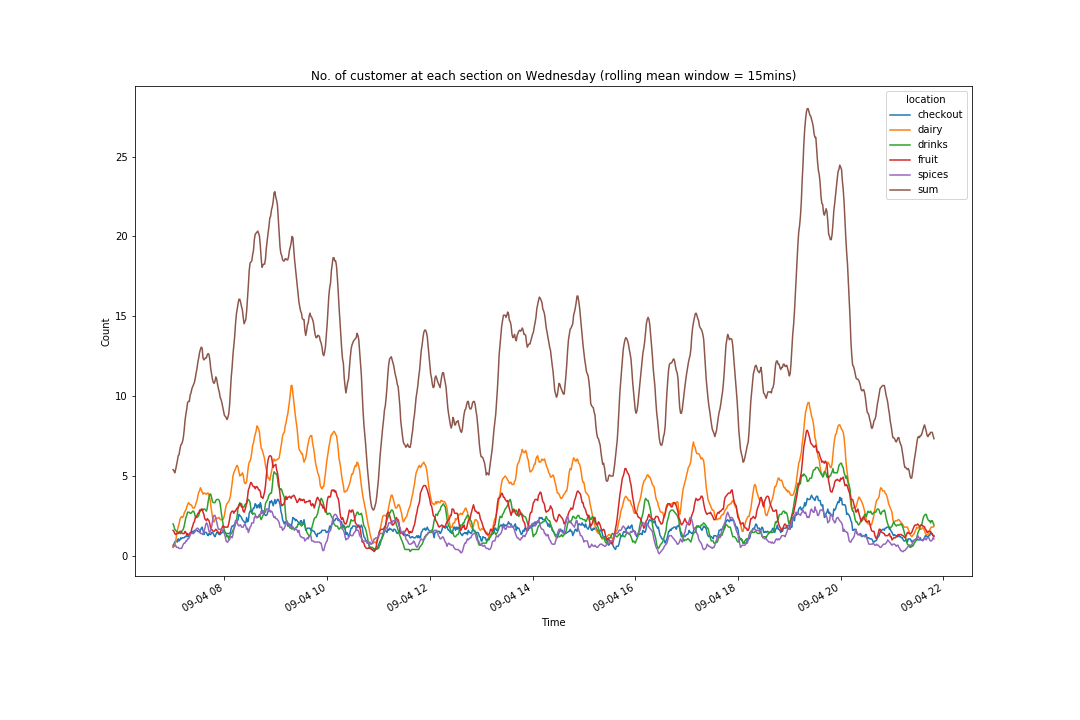 No. of customer at each section on Wednesday (rolling mean window = 15mins)
location
checkout
dairy
drinks
fruit
spices
sum
25
20
15
10
5
0
Count
09-04 08
09-04 10
09-04 12
09-04 14
09-04 16
09-04 18
09-04 20
09-04 22
Time